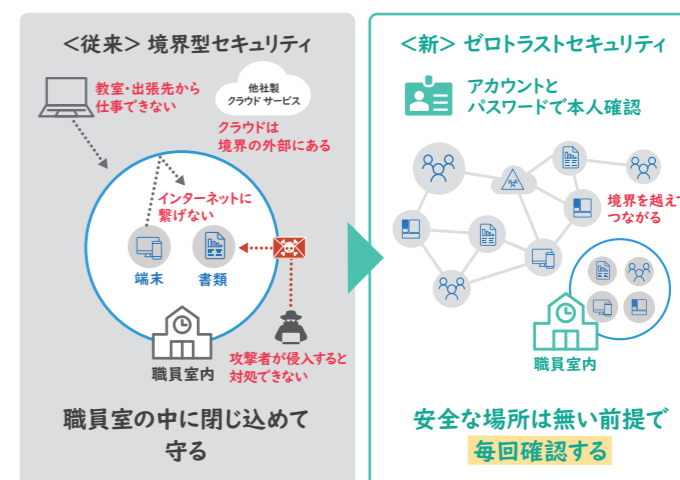 ＜従来＞ 境界型セキュリティ
教室・出張先から
仕事できない
他社製
クラウド サービス
クラウドは
境界の外部にある
インターネットに
繋げない
端末
書類
職員室内
攻撃者が侵入すると
対処できない
職員室の中に閉じ込めて
守る
＜新＞ ゼロトラストセキュリティ
アカウントと
パスワードで本人確認
境界を越えて
つながる
職員室内
安全な場所は無い前提で
毎回確認する